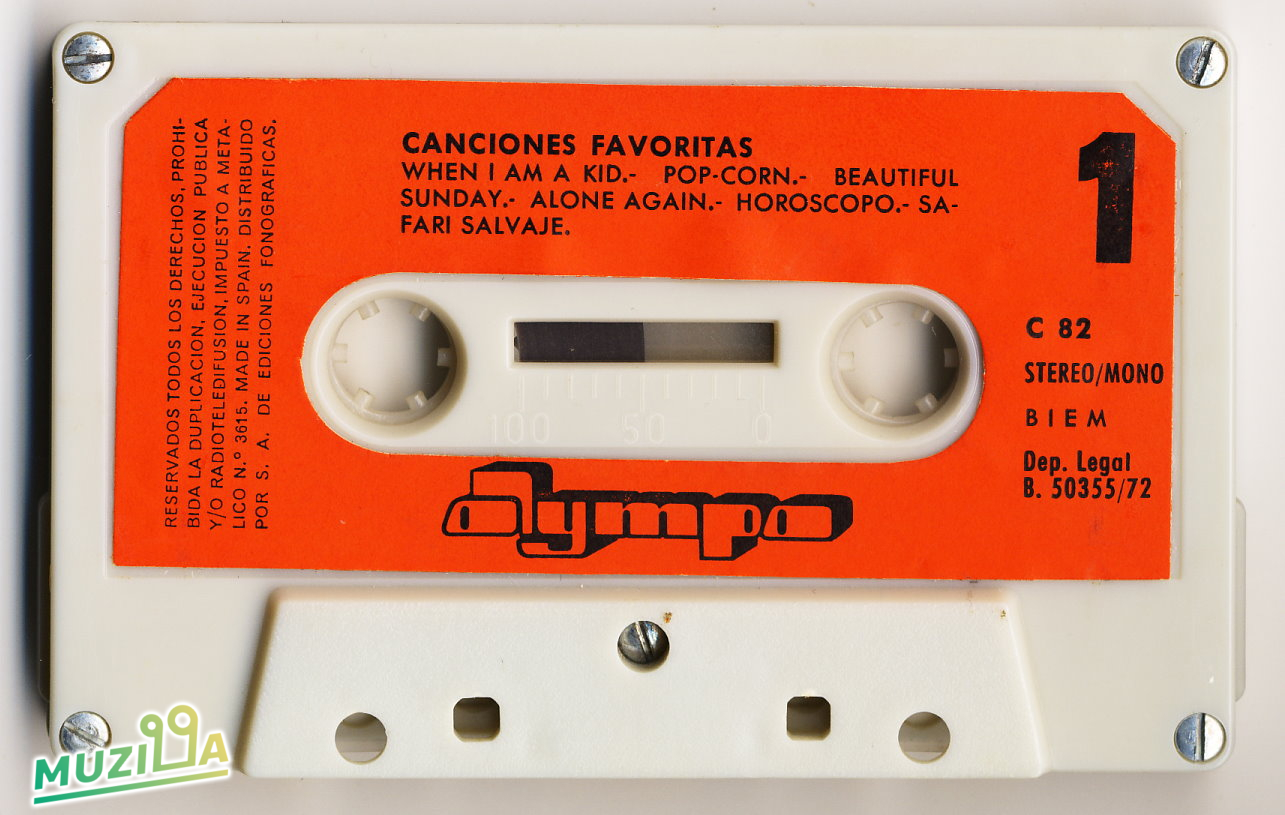 RESERVADOS TODOS LOS DERECHOS, PROHI-
BIDA LA DUPLICACION, EJECUCION PUBLICA
Y/O RADIOTELEDIFUSION, IMPUESTO A META-
LICO N.º 3615. MADE IN SPAIN. DISTRIBUIDO
POR S. A. DE EDICIONES FONOGRAFICAS.
CANCIONES FAVORITAS
WHEN I AM A KID.- POP-CORN.- BEAUTIFUL
SUNDAY.- ALONE AGAIN.- HOROSCOPO.- SA-
FARI SALVAJE.
1
C 82
STEREO/MONO
BIEM
Dep. Legal
B. 50355/72
100 50 0
Olympo
MUZILLA